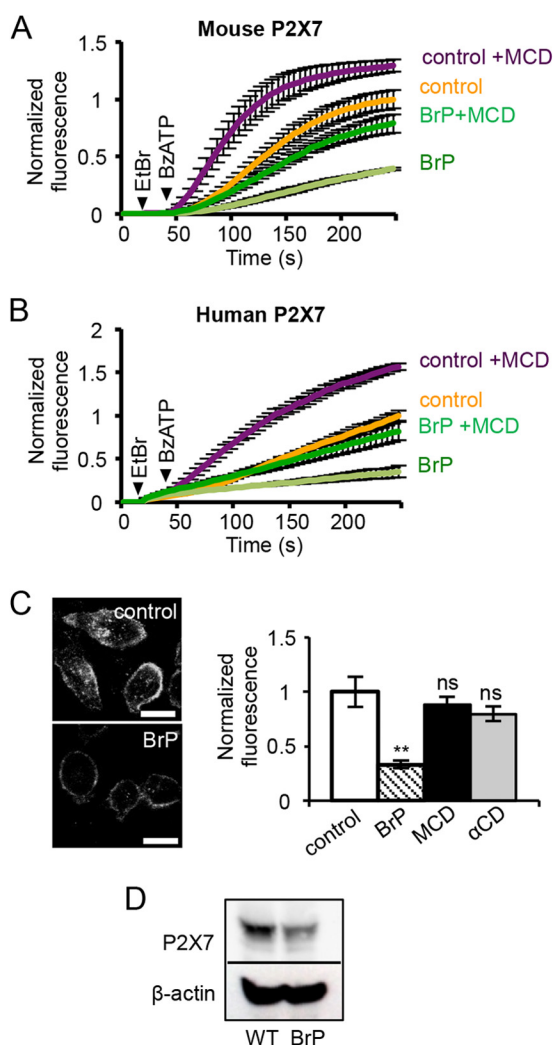 A
Mouse P2X7
Normalized
fluorescence
1.5
1
0.5
0
EtBr
BzATP
control +MCD
control
BrP+MCD
BrP
0 50 100 150 200
Time (s)
B
Human P2X7
Normalized
fluorescence
2
1.5
1
0.5
0
EtBr
BzATP
control +MCD
control
BrP +MCD
BrP
0 50 100 150 200
Time (s)
C
control
BrP
Normalized
fluorescence
1.5
1
0.5
0
**
ns
ns
control
BrP
MCD
αCD
D
P2X7
β-actin
WT BrP